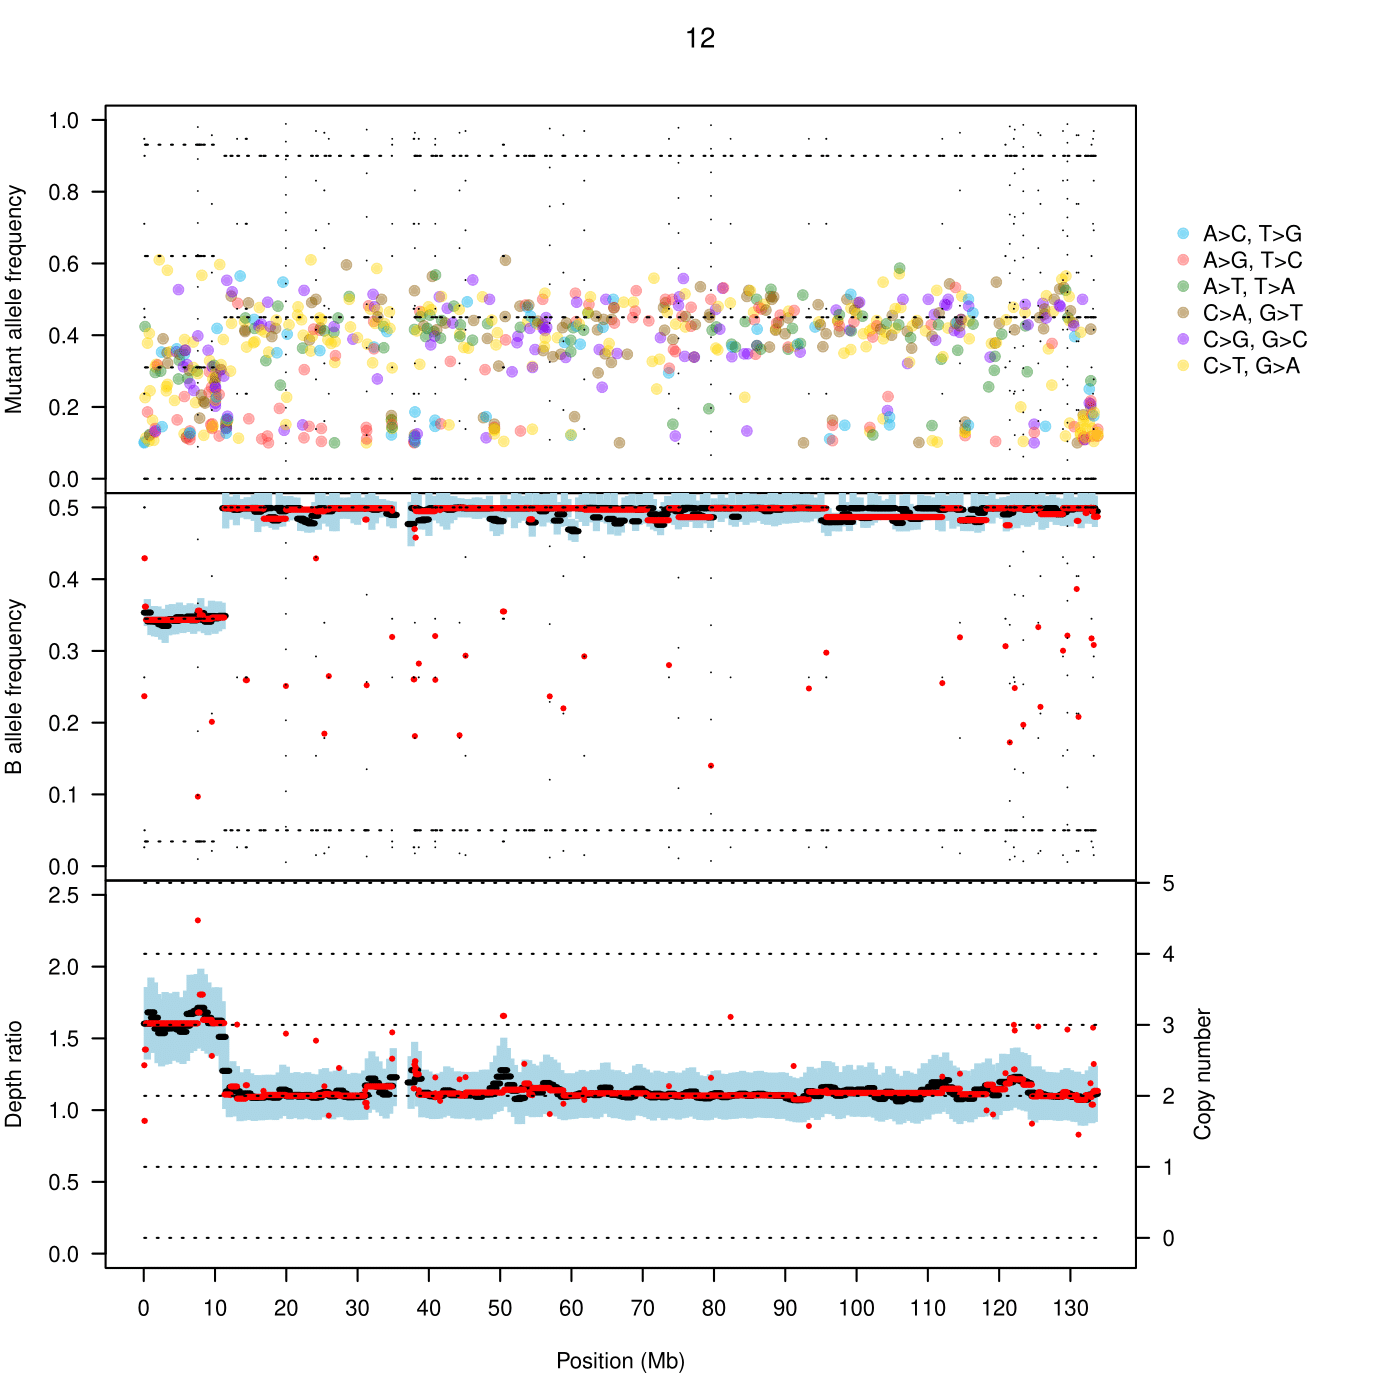 12
Mutant allele frequency
1.0
0.8
0.6
0.4
0.2
0.0
A>C, T>G
A>G, T>C
A>T, T>A
C>A, G>T
C>G, G>C
C>T, G>A
B allele frequency
0.5
0.4
0.3
0.2
0.1
0.0
Depth ratio
2.5
2.0
1.5
1.0
0.5
0.0
5
4
3
2
1
0
Copy number
0 10 20 30 40 50 60 70 80 90 100 110 120 130
Position (Mb)